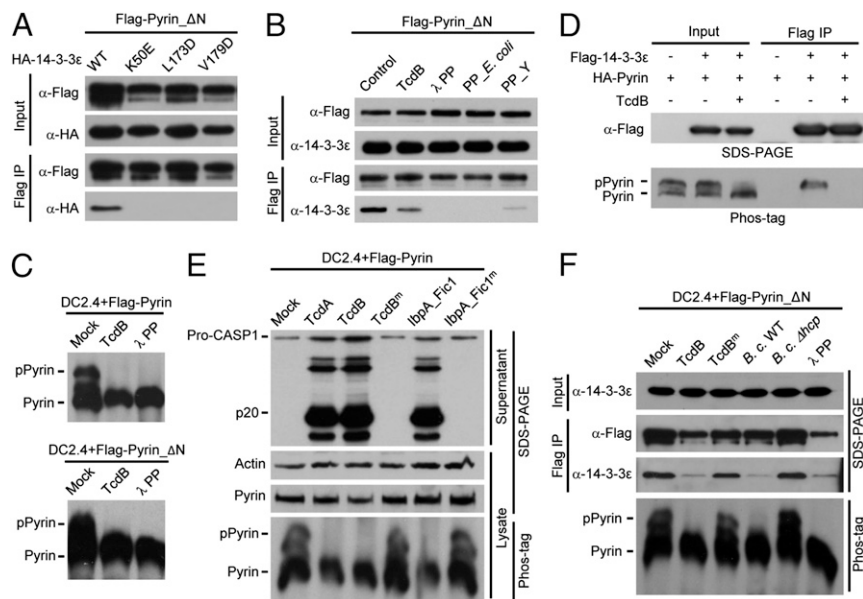 A
Flag-Pyrin_ΔN
HA-14-3-3ε
WT
K50E
L173D
V179D
Input
α-Flag
α-HA
Flag IP
α-Flag
α-HA
B
Flag-Pyrin_ΔN
Control
TcdB
λ PP
PP_E. coli
PP_Y
Input
α-Flag
α-14-3-3ε
Flag IP
α-Flag
α-14-3-3ε
D
Input Flag IP
Flag-14-3-3ε - + + - + +
HA-Pyrin + + + + + +
TcdB + +
α-Flag
SDS-PAGE
pPyrin
Pyrin
Phos-tag
C
DC2.4+Flag-Pyrin
Mock
TcdB
λ PP
pPyrin
Pyrin
DC2.4+Flag-Pyrin_ΔN
Mock
TcdB
λ PP
pPyrin
Pyrin
E
DC2.4+Flag-Pyrin
Mock
TcdA
TcdB
TcdBᵐ
IbpA_Fic1
IbpA_Fic1ᵐ
Pro-CASP1
p20
Actin
Pyrin
pPyrin
Pyrin
Supernatant
Lysate
SDS-PAGE
Phos-tag
F
DC2.4+Flag-Pyrin_ΔN
Mock
TcdB
TcdBᵐ
B. c. WT
B. c. Δhcp
λ PP
Input
α-14-3-3ε
Flag IP
α-Flag
α-14-3-3ε
pPyrin
Pyrin
SDS-PAGE
Phos-tag